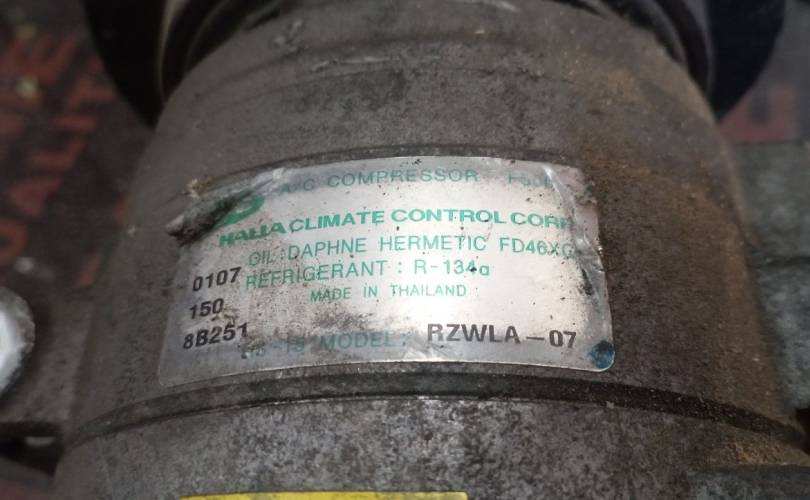 A/C COMPRESSOR
HALLA CLIMATE CONTROL CORP
OIL : DAPHNE HERMETIC
0107 REFRIGERANT : R-134a
150 MADE IN THAILAND
8B251 MODEL : RZWLA-07